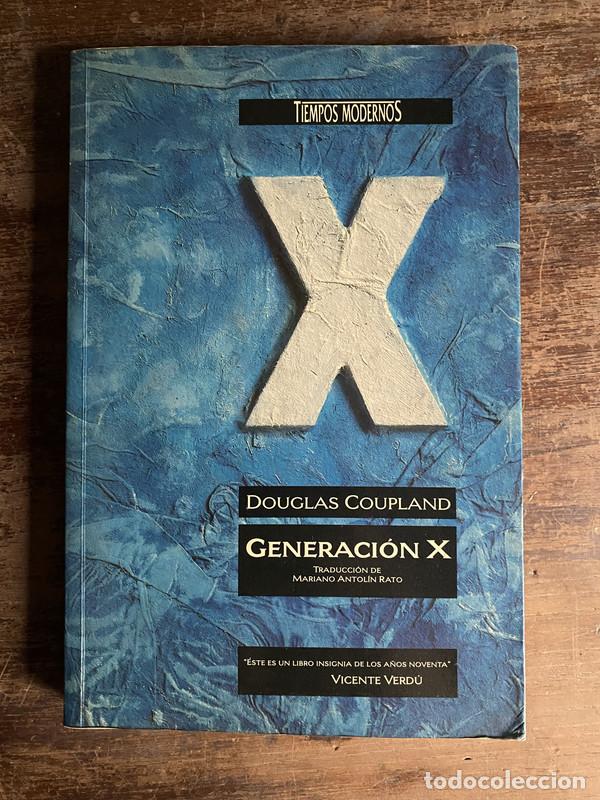 TIEMPOS MODERNOS
X
DOUGLAS COUPLAND
GENERACIÓN X
TRADUCCIÓN DE
MARIANO ANTOLÍN RATO
"ÉSTE ES UN LIBRO INSIGNIA DE LOS AÑOS NOVENTA"
VICENTE VERDÚ
todocoleccion